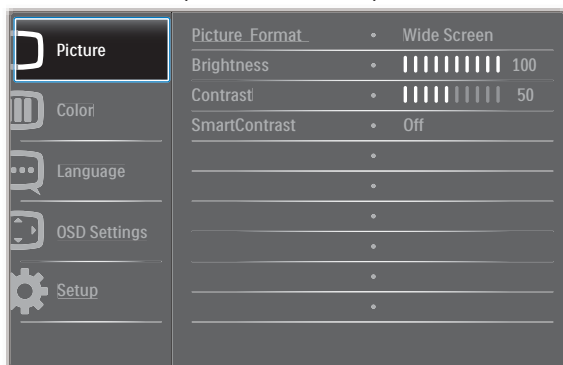 Picture
Color
Language
OSD Settings
Setup
Picture Format • Wide Screen
Brightness • 100
Contrast • 50
SmartContrast • Off
•
•
•
•
•
•